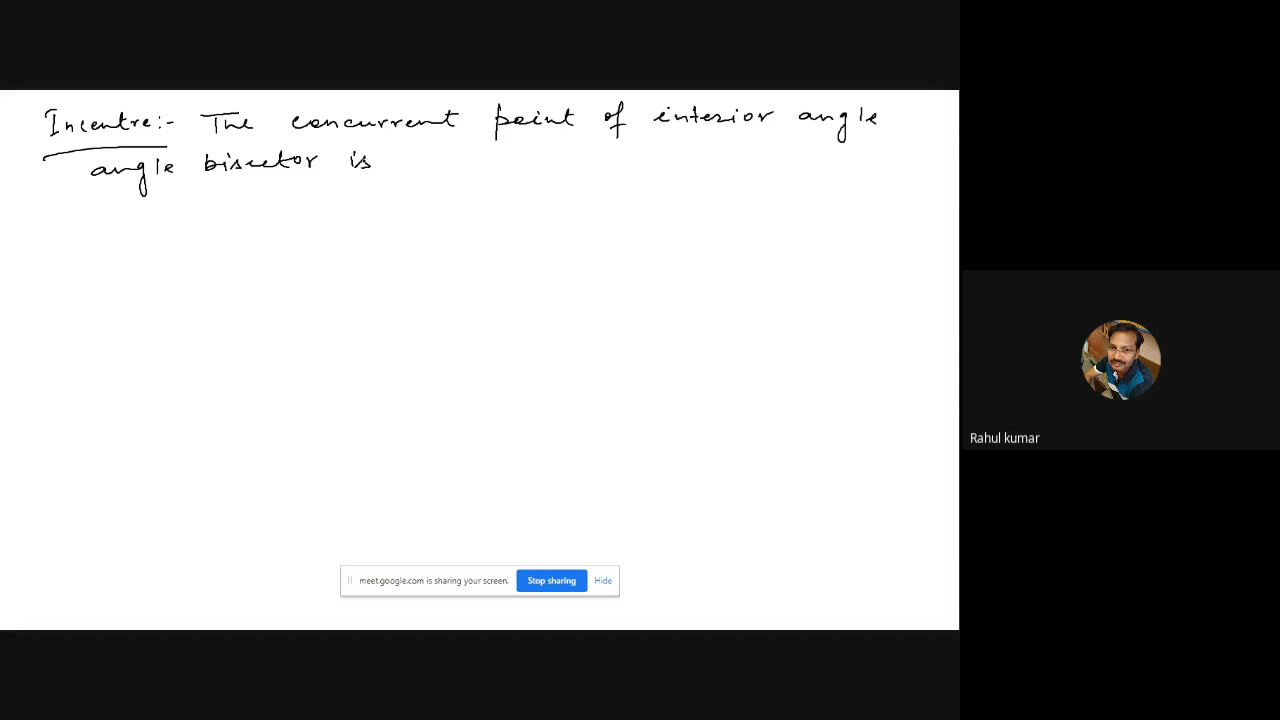 Incentre:- The concurrent point of interior angle
angle bisector is
Rahul kumar
meet.google.com is sharing your screen. Stop sharing Hide